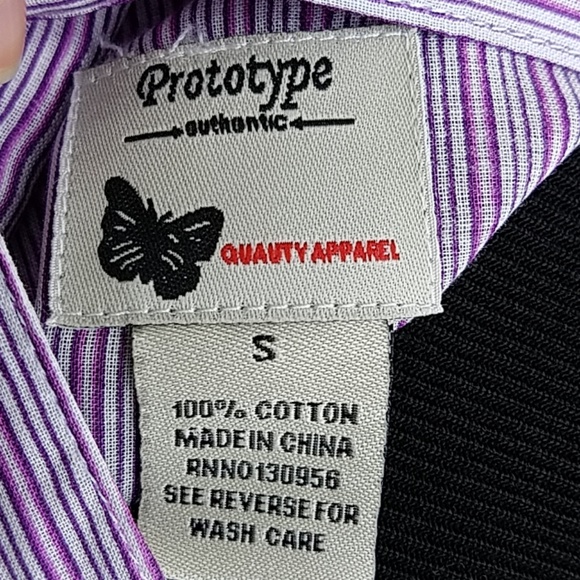 Prototype
authentic
QUALITY APPAREL
S
100% COTTON
MADE IN CHINA
RNNO130956
SEE REVERSE FOR
WASH CARE